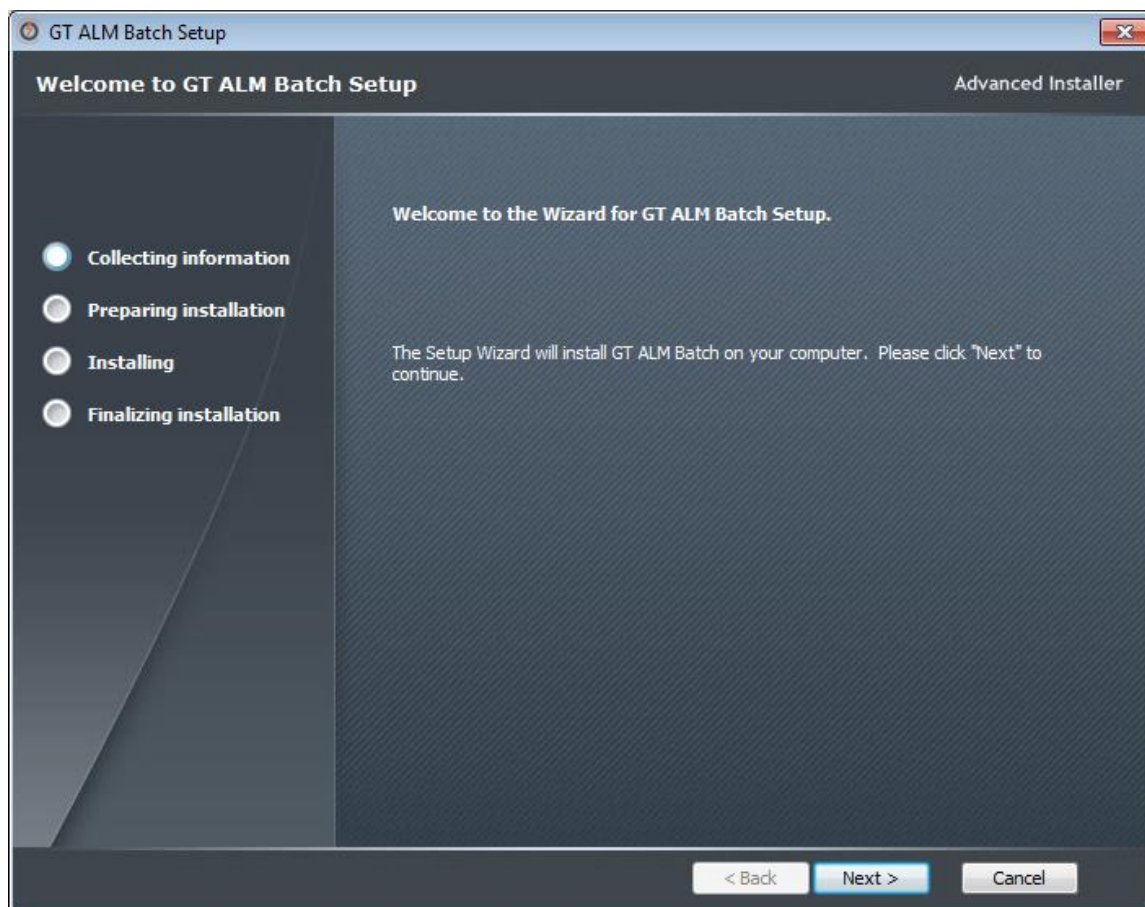 GT ALM Batch Setup
Welcome to GT ALM Batch Setup
Advanced Installer
Collecting information
Preparing installation
Installing
Finalizing installation
Welcome to the Wizard for GT ALM Batch Setup.
The Setup Wizard will install GT ALM Batch on your computer.  Please click "Next" to
continue.
< Back
Next >
Cancel